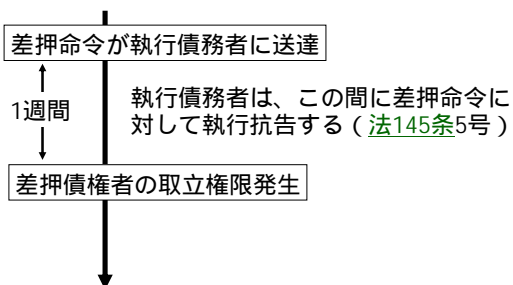 差押命令が執行債務者に送達
1週間
執行債務者は、この間に差押命令に
対して執行抗告する(法145条5号)
差押債権者の取立権限発生